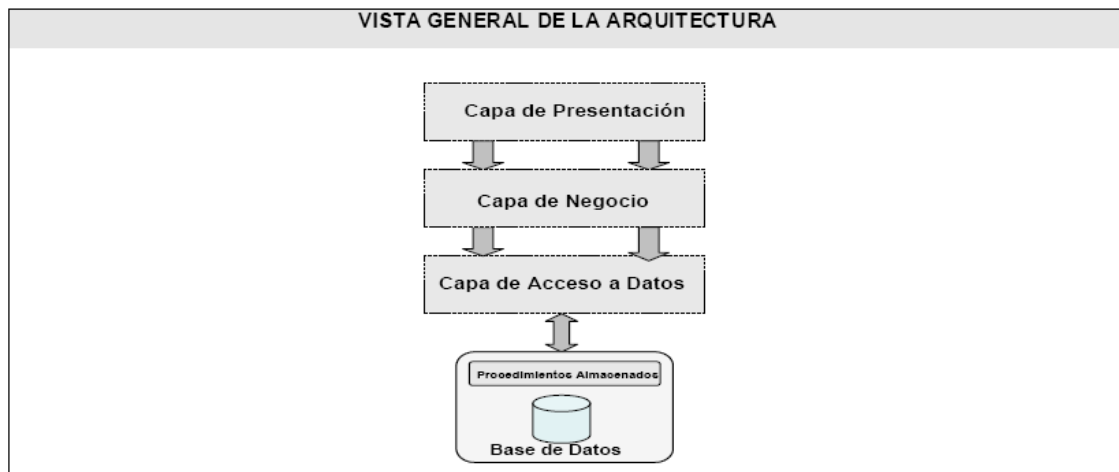 VISTA GENERAL DE LA ARQUITECTURA
Capa de Presentación
Capa de Negocio
Capa de Acceso a Datos
Procedimientos Almacenados
Base de Datos